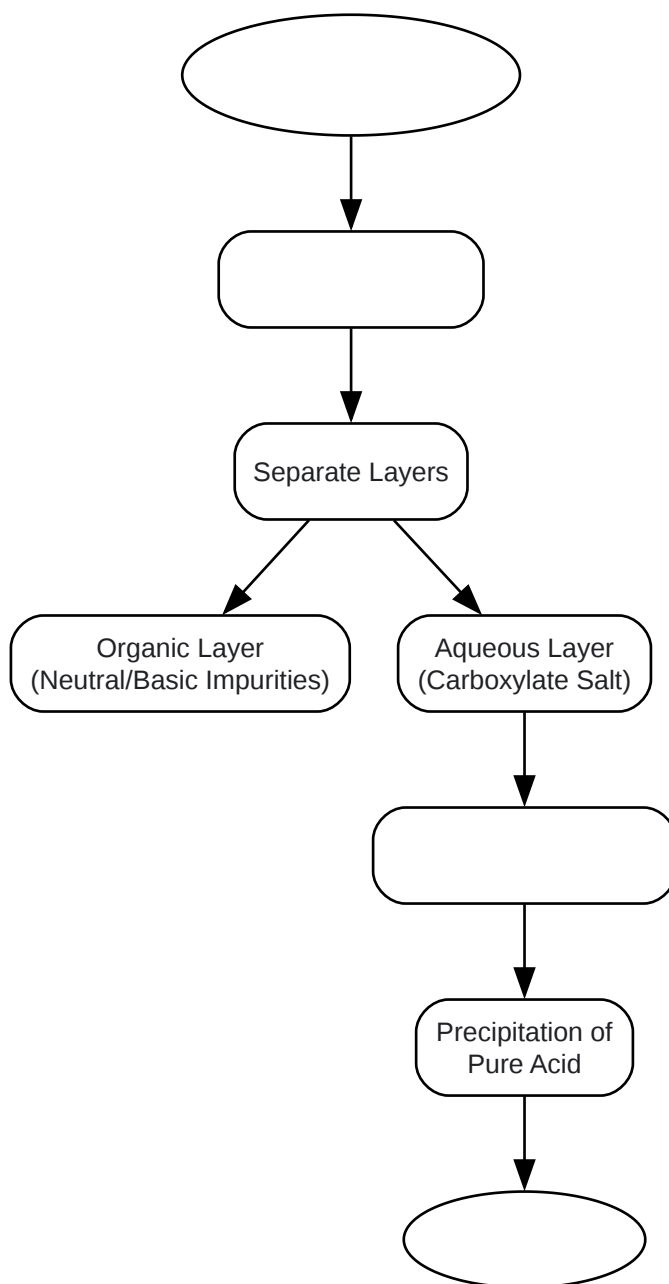 Separate Layers
Organic Layer
(Neutral/Basic Impurities)
Aqueous Layer
(Carboxylate Salt)
Precipitation of
Pure Acid